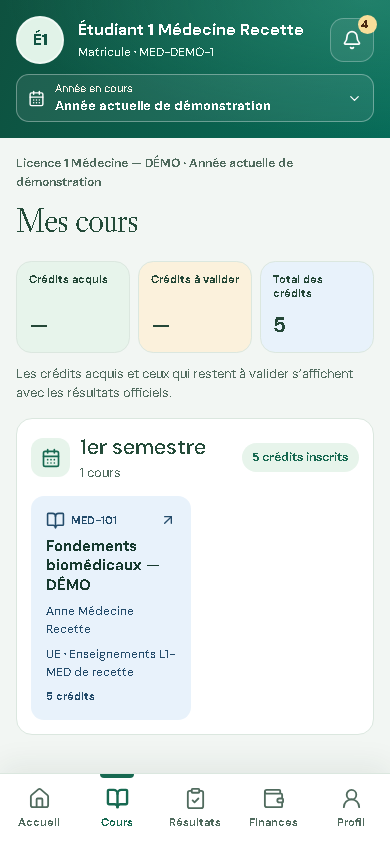 É1
Étudiant 1 Médecine Recette
Matricule · MED-DEMO-1
4
Année en cours
Année actuelle de démonstration
Licence 1 Médecine — DÉMO · Année actuelle de
démonstration
Mes cours
Crédits acquis
—
Crédits à valider
—
Total des
crédits
5
Les crédits acquis et ceux qui restent à valider s’affichent
avec les résultats officiels.
1er semestre
1 cours
5 crédits inscrits
MED-101
Fondements
biomédicaux —
DÉMO
Anne Médecine
Recette
UE · Enseignements L1-
MED de recette
5 crédits
Accueil
Cours
Résultats
Finances
Profil